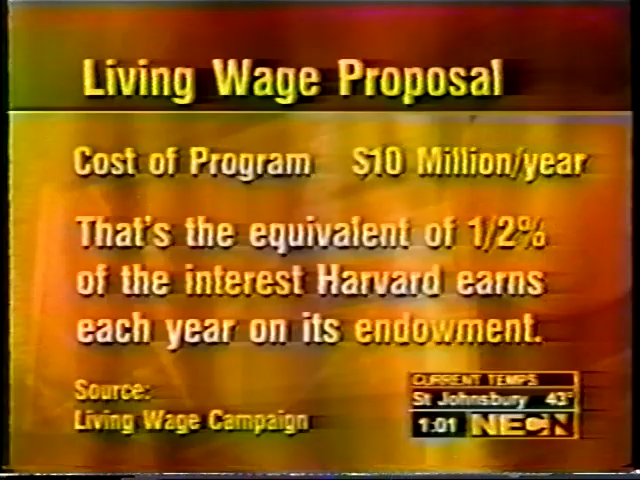 Living Wage Proposal
Cost of Program $10 Million/year
That's the equivalent of 1/2%
of the interest Harvard earns
each year on its endowment.
Source:
Living Wage Campaign
CURRENT TEMPS
St Johnsbury 43°
1:01 NECN